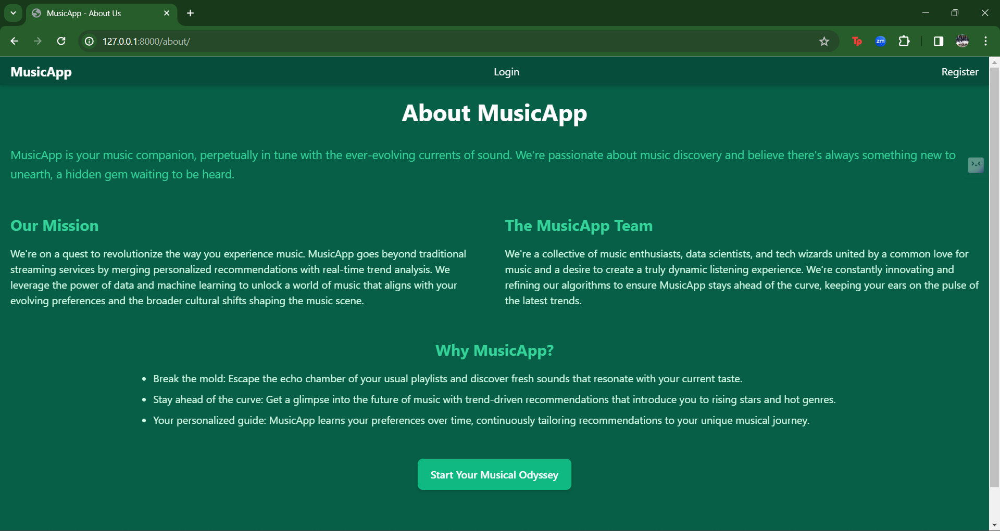 MusicApp - About Us
127.0.0.1:8000/about/
Tp
zm
MusicApp
Login
Register
About MusicApp
MusicApp is your music companion, perpetually in tune with the ever-evolving currents of sound. We're passionate about music discovery and believe there's always something new to
unearth, a hidden gem waiting to be heard.
Our Mission
We're on a quest to revolutionize the way you experience music. MusicApp goes beyond traditional
streaming services by merging personalized recommendations with real-time trend analysis. We
leverage the power of data and machine learning to unlock a world of music that aligns with your
evolving preferences and the broader cultural shifts shaping the music scene.
The MusicApp Team
We're a collective of music enthusiasts, data scientists, and tech wizards united by a common love for
music and a desire to create a truly dynamic listening experience. We're constantly innovating and
refining our algorithms to ensure MusicApp stays ahead of the curve, keeping your ears on the pulse of
the latest trends.
Why MusicApp?
• Break the mold: Escape the echo chamber of your usual playlists and discover fresh sounds that resonate with your current taste.
• Stay ahead of the curve: Get a glimpse into the future of music with trend-driven recommendations that introduce you to rising stars and hot genres.
• Your personalized guide: MusicApp learns your preferences over time, continuously tailoring recommendations to your unique musical journey.
Start Your Musical Odyssey